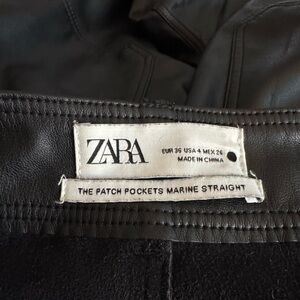 ZARA
EUR 36 USA 4 MEX 26
MADE IN CHINA
THE PATCH POCKETS MARINE STRAIGHT